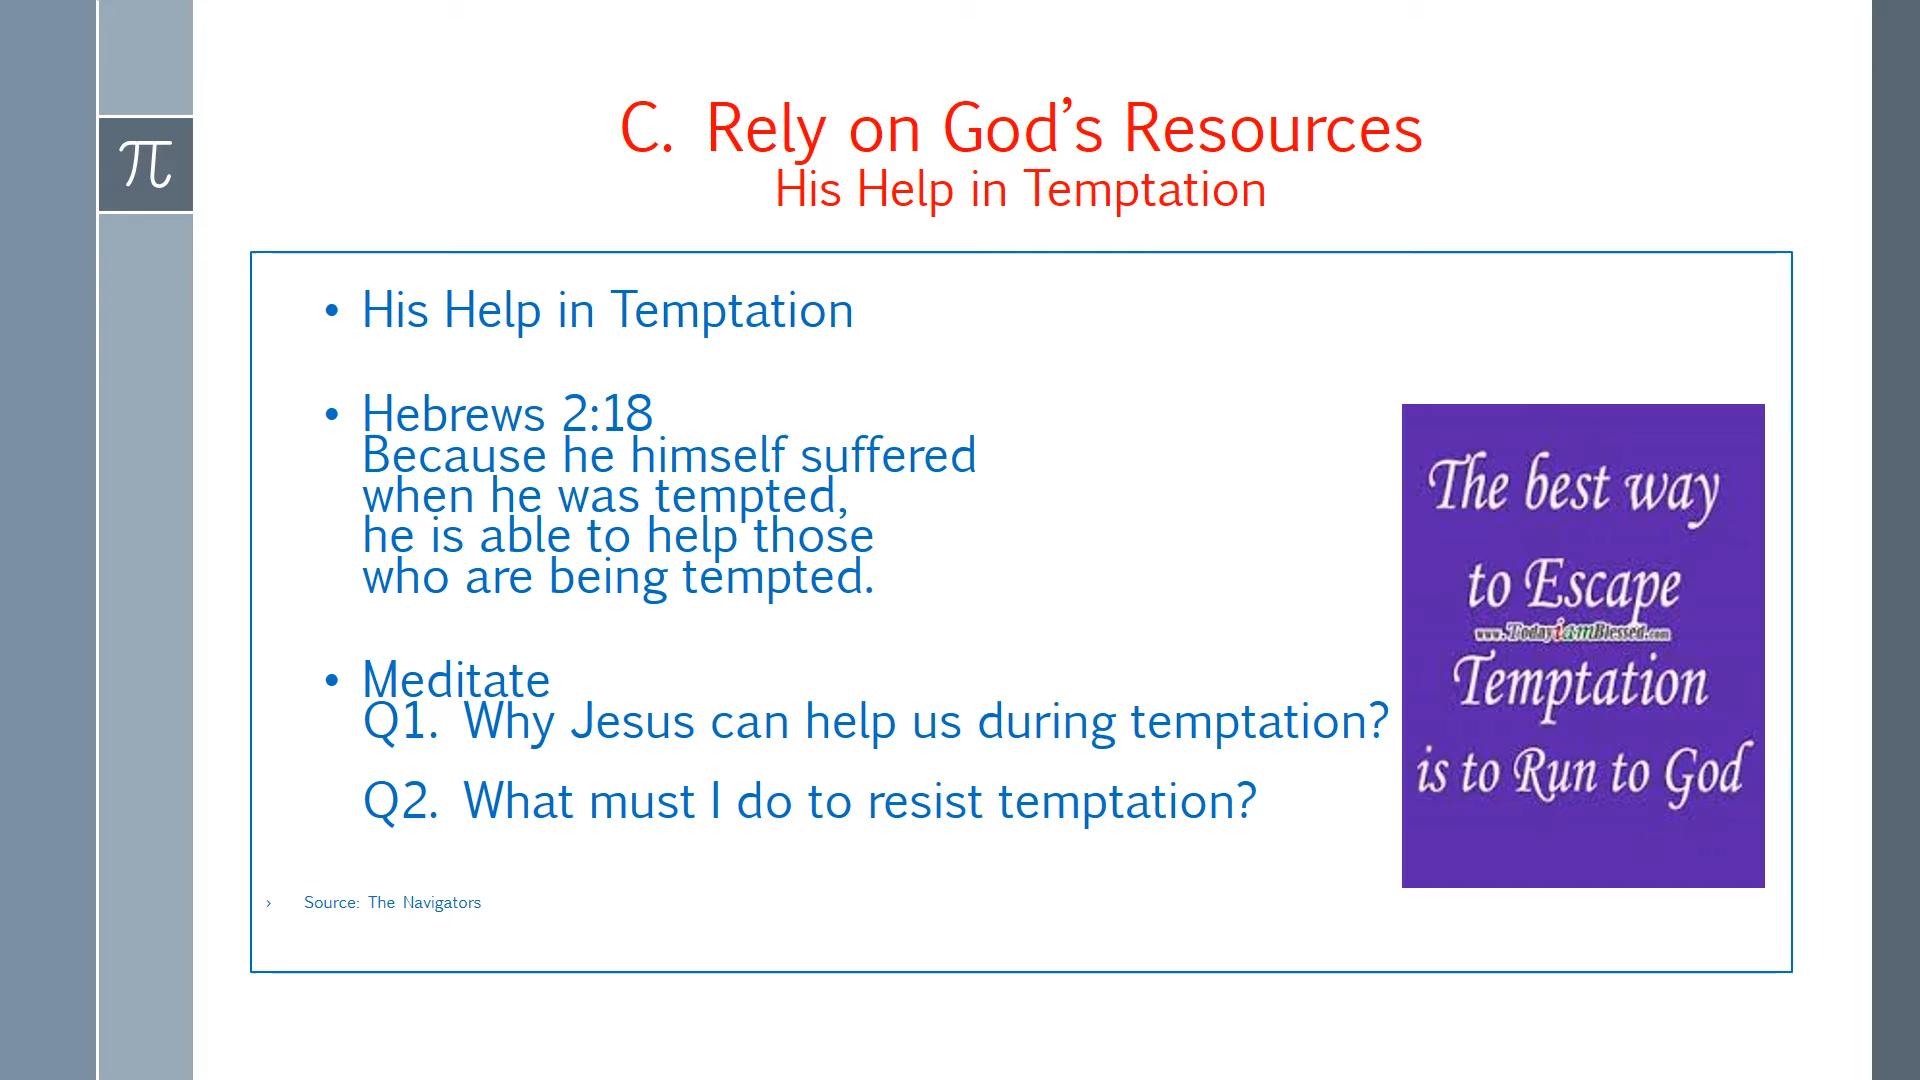 π
C. Rely on God’s Resources
His Help in Temptation
• His Help in Temptation
• Hebrews 2:18
Because he himself suffered
when he was tempted,
he is able to help those
who are being tempted.
• Meditate
Q1. Why Jesus can help us during temptation?
Q2. What must I do to resist temptation?
› Source: The Navigators
The best way
to Escape
www.TodayiamBlessed.com
Temptation
is to Run to God